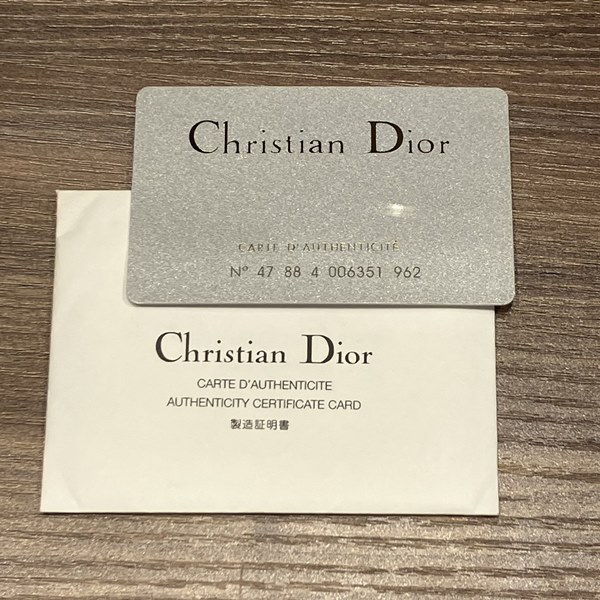 Christian Dior
CARTE D'AUTHENTICITÉ
Nº 47 88 4 006351 962
Christian Dior
CARTE D'AUTHENTICITE
AUTHENTICITY CERTIFICATE CARD
製造証明書